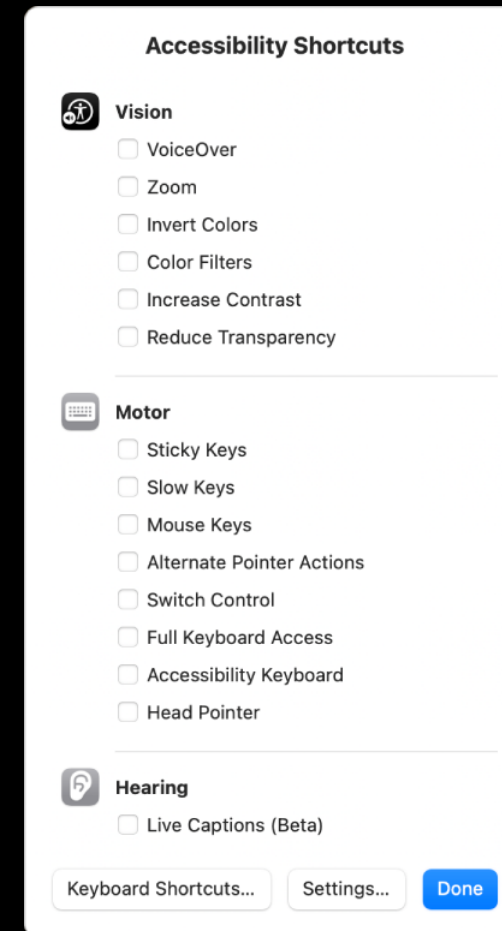 Accessibility Shortcuts
Vision
VoiceOver
Zoom
Invert Colors
Color Filters
Increase Contrast
Reduce Transparency
Motor
Sticky Keys
Slow Keys
Mouse Keys
Alternate Pointer Actions
Switch Control
Full Keyboard Access
Accessibility Keyboard
Head Pointer
Hearing
Live Captions (Beta)
Keyboard Shortcuts... Settings... Done